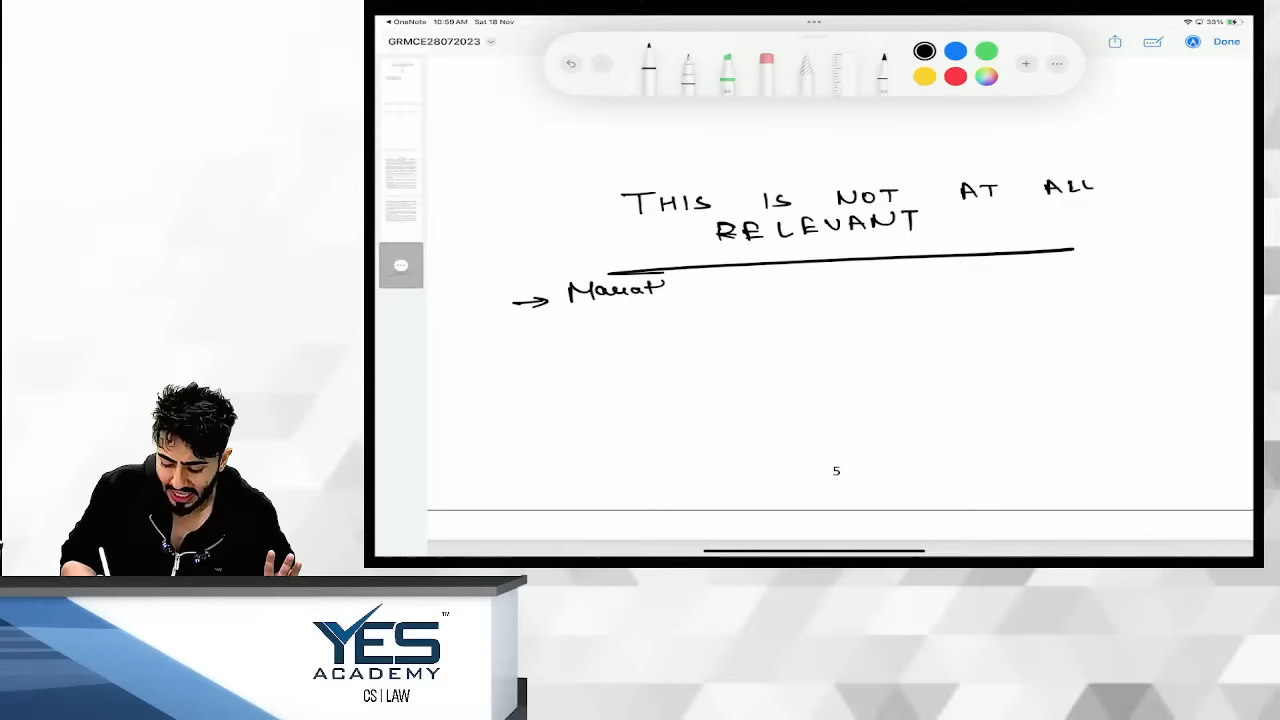 OneNote 10:59 AM Sat 18 Nov
33%
GRMCE28072023
Done
THIS IS NOT AT ALL
RELEVANT
→
5
YES
TM
ACADEMY
CS | LAW